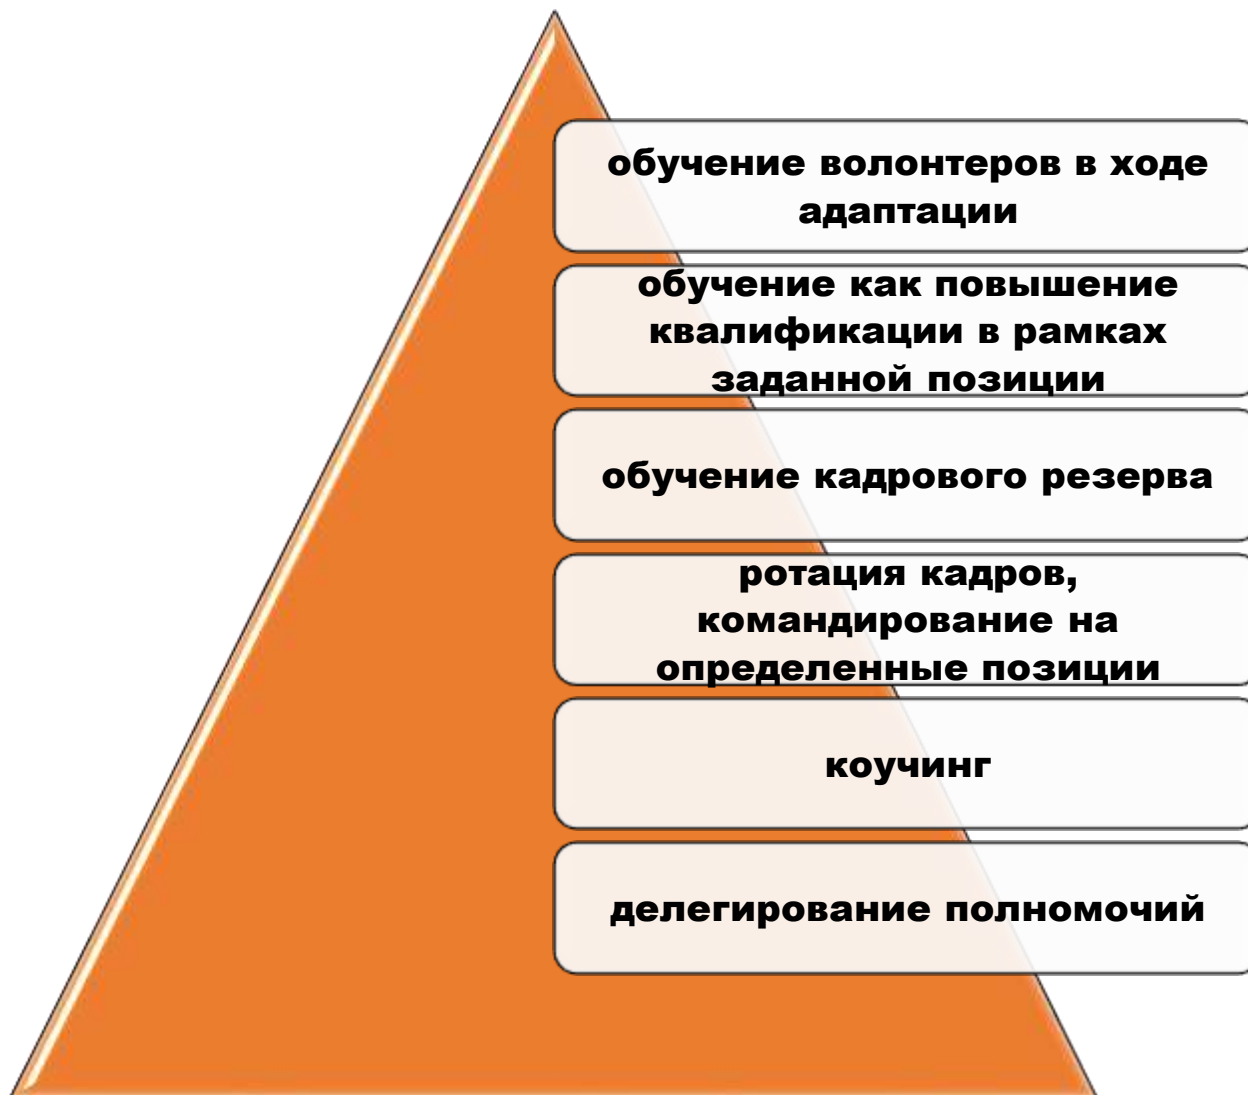 обучение волонтеров в ходе
адаптации
обучение как повышение
квалификации в рамках
заданной позиции
обучение кадрового резерва
ротация кадров,
командирование на
определенные позиции
коучинг
делегирование полномочий